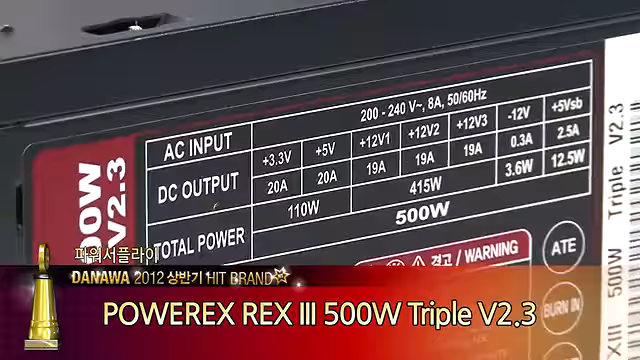 AC INPUT 200 - 240 V~, 8A, 50/60Hz
DC OUTPUT +3.3V +5V +12V1 +12V2 +12V3 -12V +5Vsb
20A 20A 19A 19A 19A 0.3A 2.5A
110W 415W 3.6W 12.5W
TOTAL POWER 500W
00W
V2.3
경고 / WARNING
ATE
BURN IN
XIII 500W Triple V2.3
파워서플라이
DANAWA 2012 상반기 HIT BRAND
POWEREX REX III 500W Triple V2.3